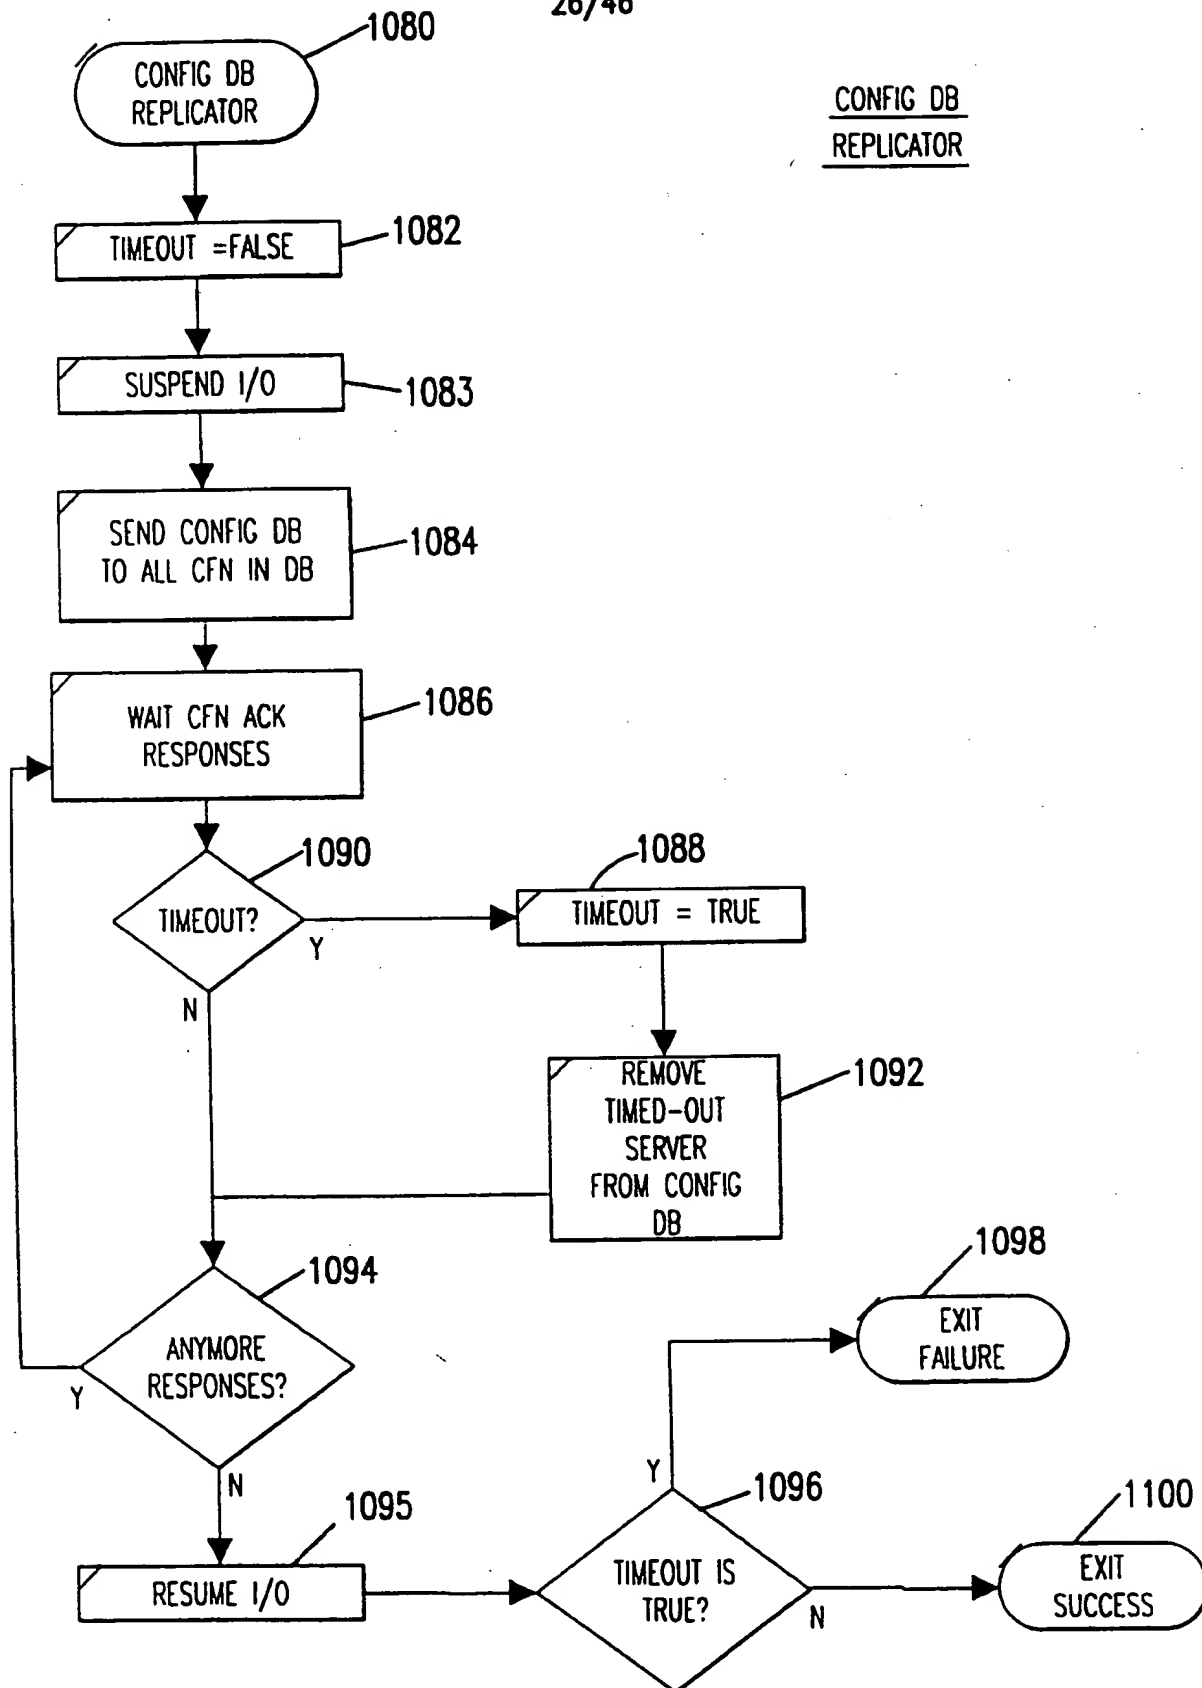 26/46
CONFIG DB
REPLICATOR
1080
CONFIG DB
REPLICATOR
TIMEOUT =FALSE
1082
SUSPEND I/O
1083
SEND CONFIG DB
TO ALL CFN IN DB
1084
WAIT CFN ACK
RESPONSES
1086
1090
TIMEOUT?
Y
N
1088
TIMEOUT = TRUE
REMOVE
TIMED-OUT
SERVER
FROM CONFIG
DB
1092
1094
ANYMORE
RESPONSES?
Y
N
1095
RESUME I/O
1096
TIMEOUT IS
TRUE?
Y
N
1098
EXIT
FAILURE
1100
EXIT
SUCCESS